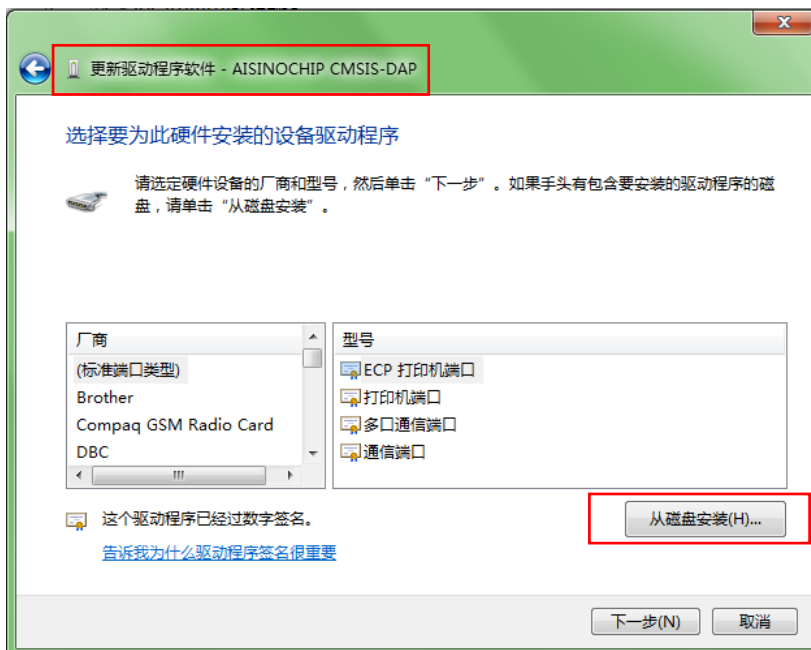 更新驱动程序软件 - AISINOCHIP CMSIS-DAP
选择要为此硬件安装的设备驱动程序
请选定硬件设备的厂商和型号，然后单击“下一步”。如果手头有包含要安装的驱动程序的磁
盘，请单击“从磁盘安装”。
厂商
(标准端口类型)
Brother
Compaq GSM Radio Card
DBC
型号
ECP 打印机端口
打印机端口
多口通信端口
通信端口
这个驱动程序已经过数字签名。
告诉我为什么驱动程序签名很重要
从磁盘安装(H)...
下一步(N)
取消